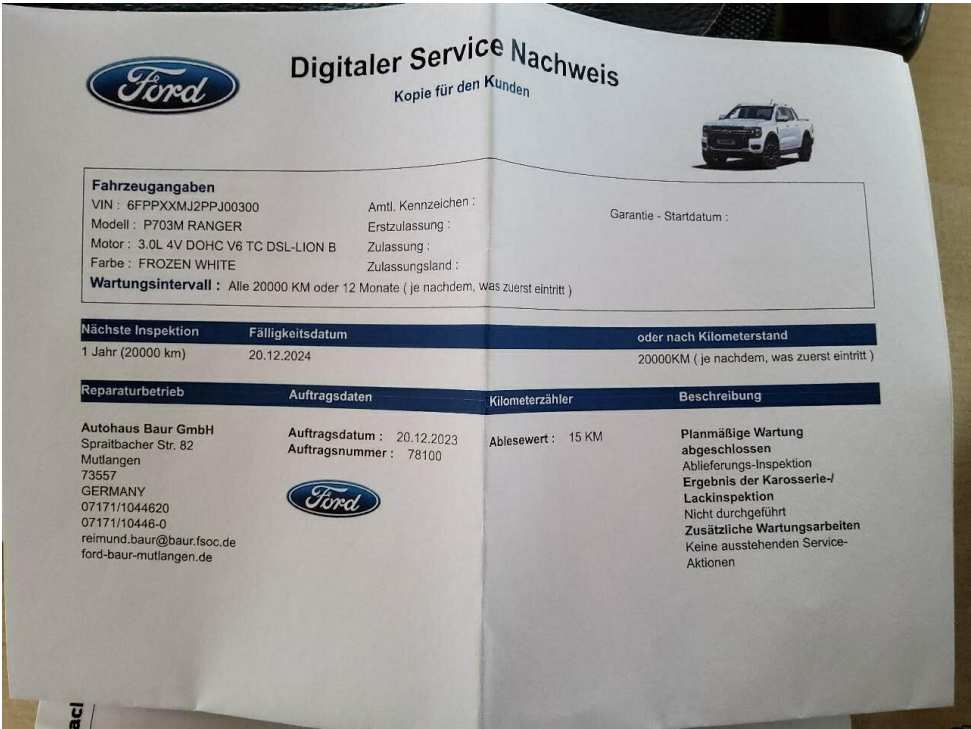 Ford
Digitaler Service Nachweis
Kopie für den Kunden
Fahrzeugangaben
VIN : 6FPPXXMJ2PPJ00300
Modell : P703M RANGER
Motor : 3.0L 4V DOHC V6 TC DSL-LION B
Farbe : FROZEN WHITE
Amtl. Kennzeichen :
Erstzulassung :
Zulassung :
Zulassungsland :
Garantie - Startdatum :
Wartungsintervall : Alle 20000 KM oder 12 Monate ( je nachdem, was zuerst eintritt )
Nächste Inspektion Fälligkeitsdatum oder nach Kilometerstand
1 Jahr (20000 km) 20.12.2024 20000KM ( je nachdem, was zuerst eintritt )
Reparaturbetrieb Auftragsdaten Kilometerzähler Beschreibung
Autohaus Baur GmbH
Spraitbacher Str. 82
Mutlangen
73557
GERMANY
07171/1044620
07171/10446-0
reimund.baur@baur.fsoc.de
ford-baur-mutlangen.de
Auftragsdatum : 20.12.2023
Auftragsnummer : 78100
Ford
Ablesewert : 15 KM
Planmäßige Wartung
abgeschlossen
Ablieferungs-Inspektion
Ergebnis der Karosserie-/
Lackinspektion
Nicht durchgeführt
Zusätzliche Wartungsarbeiten
Keine ausstehenden Service-
Aktionen